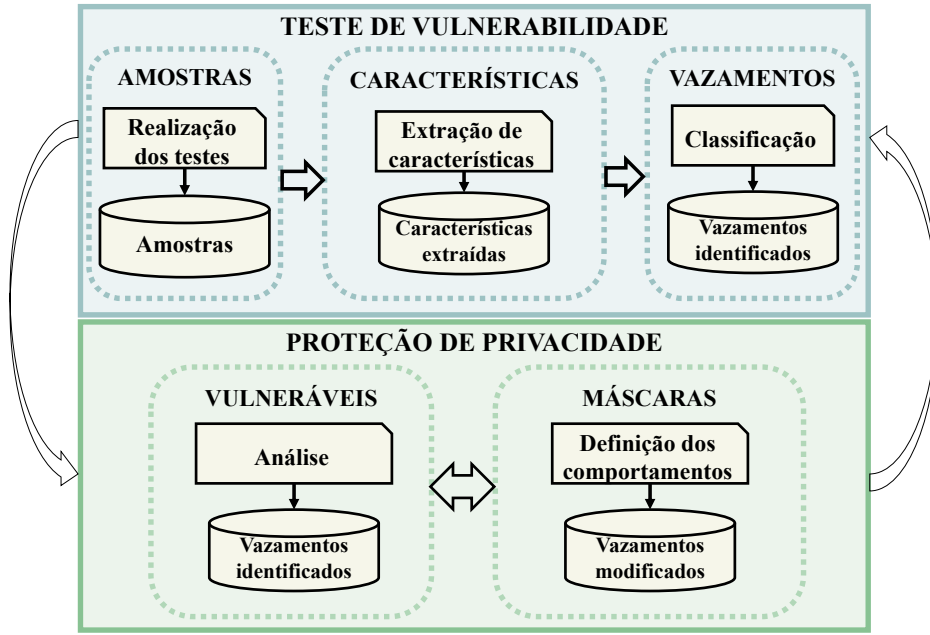 TESTE DE VULNERABILIDADE
AMOSTRAS
Realização
dos testes
Amostras
CARACTERÍSTICAS
Extração de
características
Características
extraídas
VAZAMENTOS
Classificação
Vazamentos
identificados
PROTEÇÃO DE PRIVACIDADE
VULNERÁVEIS
Análise
Vazamentos
identificados
MÁSCARAS
Definição dos
comportamentos
Vazamentos
modificados